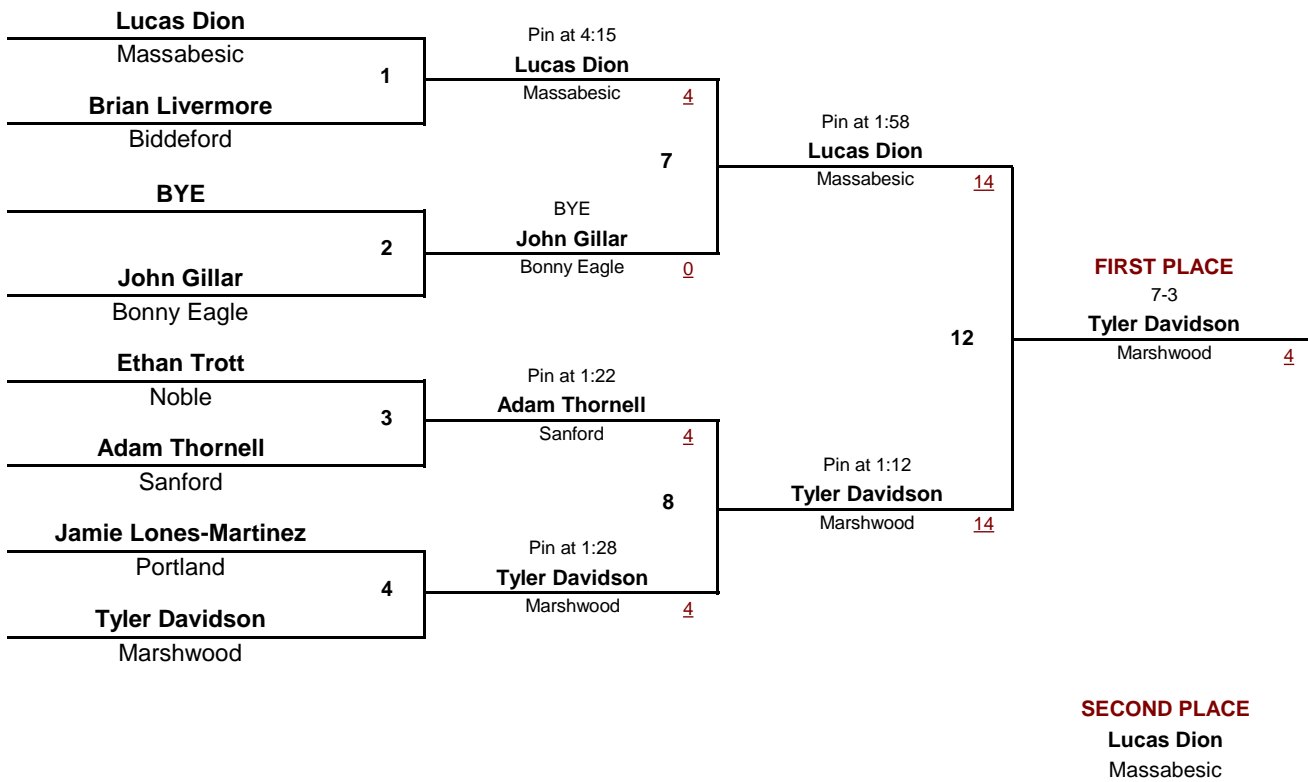 Lucas Dion
Massabesic
1
Brian Livermore
Biddeford
BYE
2
John Gillar
Bonny Eagle
Ethan Trott
Noble
3
Adam Thornell
Sanford
Jamie Lones-Martinez
Portland
4
Tyler Davidson
Marshwood
Pin at 4:15
Lucas Dion
Massabesic 4
7
BYE
John Gillar
Bonny Eagle 0
Pin at 1:22
Adam Thornell
Sanford 4
8
Pin at 1:28
Tyler Davidson
Marshwood 4
Pin at 1:58
Lucas Dion
Massabesic 14
12
Pin at 1:12
Tyler Davidson
Marshwood 14
FIRST PLACE
7-3
Tyler Davidson
Marshwood 4
SECOND PLACE
Lucas Dion
Massabesic